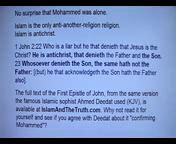 No surprise that Mohammed was alone.
Islam is the only anti-another-religion religion.
Islam is antichrist.
1 John 2:22 Who is a liar but he that denieth that Jesus is
the Christ? He is antichrist, that denieth the Father and the Son.
23 Whosoever denieth the Son, the same hath not the
Father: [(but) he that acknowledgeth the Son hath the Father
also].
The full text of the First Epistle of John, from the same version
the famous Islamic sophist Ahmed Deedat used (KJV), is
available at IslamAndTheTruth.com. Why not read it for
yourself and see if you agree with Deedat about it "confirming
Mohammed"?